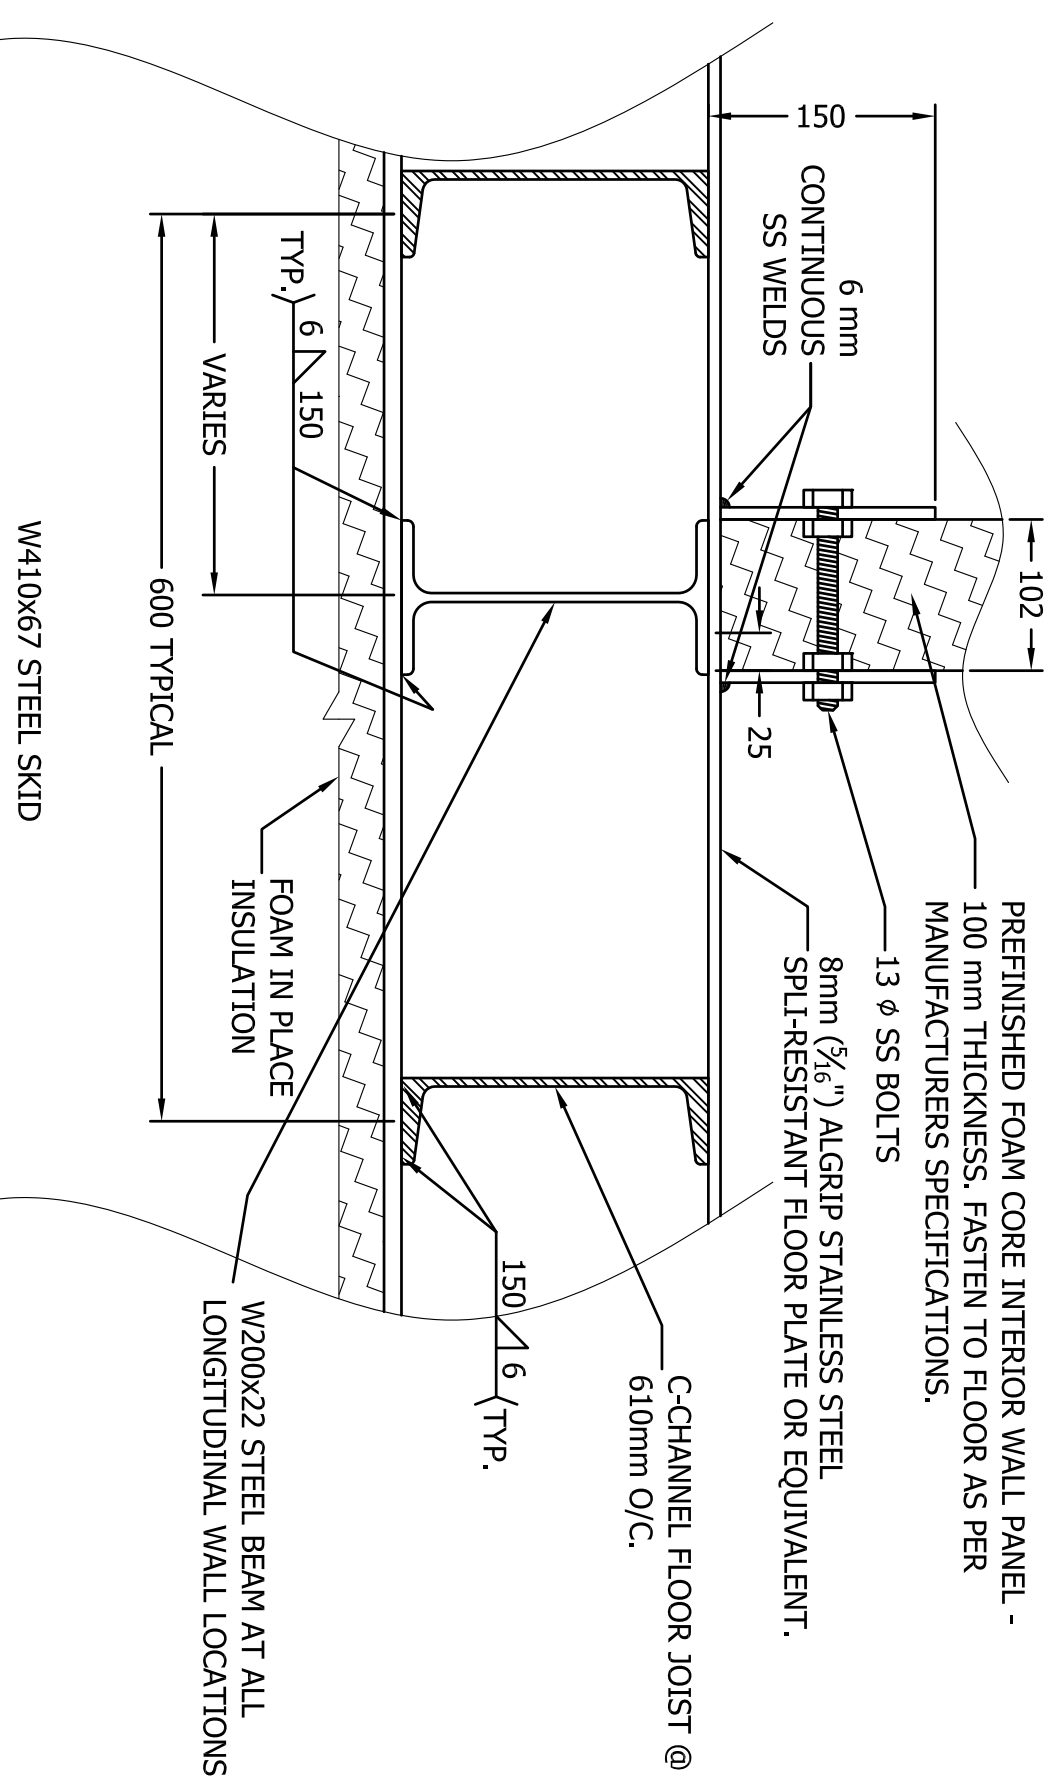 PREFINISHED FOAM CORE INTERIOR WALL PANEL -
100 mm THICKNESS. FASTEN TO FLOOR AS PER
MANUFACTURERS SPECIFICATIONS.
13 ⌀ SS BOLTS
8mm (5⁄16") ALGRIP STAINLESS STEEL
SPLI-RESISTANT FLOOR PLATE OR EQUIVALENT.
C-CHANNEL FLOOR JOIST @
610mm O/C.
150
6
TYP.
W200x22 STEEL BEAM AT ALL
LONGITUDINAL WALL LOCATIONS
102
25
150
6 mm
CONTINUOUS
SS WELDS
TYP.
6
150
VARIES
600 TYPICAL
FOAM IN PLACE
INSULATION
W410x67 STEEL SKID